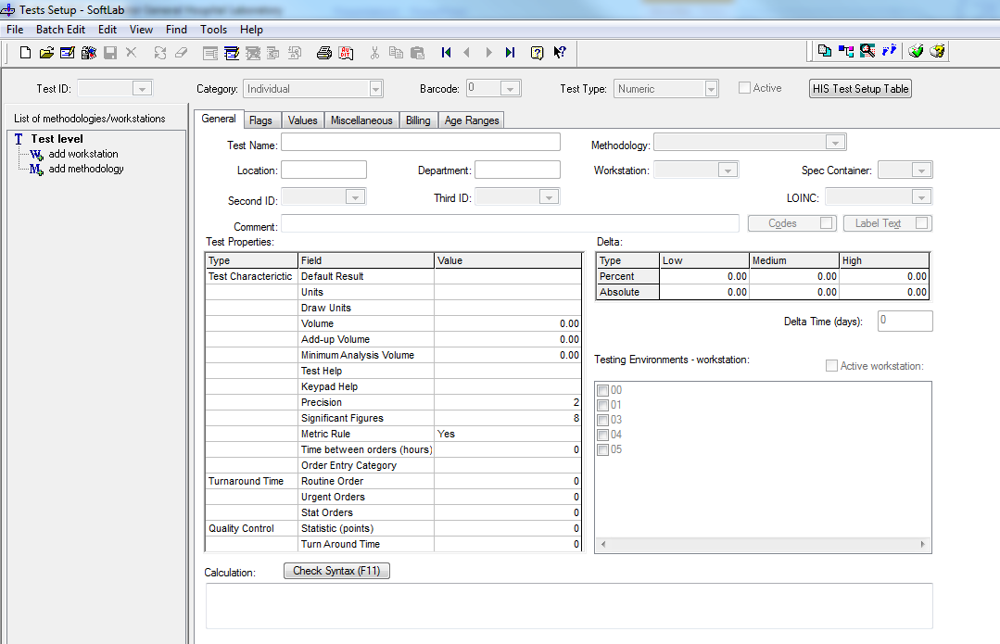 Tests Setup - SoftLab
General Hospital Laboratory
File Batch Edit Edit View Find Tools Help
Test ID: Category: Individual Barcode: 0 Test Type: Numeric Active HIS Test Setup Table
List of methodologies/workstations
T Test level
W add workstation
M add methodology
General Flags Values Miscellaneous Billing Age Ranges
Test Name: Methodology:
Location: Department: Workstation: Spec Container:
Second ID: Third ID: LOINC:
Comment: Codes Label Text
Test Properties:
Type Field Value
Test Characterictic Default Result
Units
Draw Units
Volume 0.00
Add-up Volume 0.00
Minimum Analysis Volume 0.00
Test Help
Keypad Help
Precision 2
Significant Figures 8
Metric Rule Yes
Time between orders (hours) 0
Order Entry Category
Turnaround Time Routine Order 0
Urgent Orders 0
Stat Orders 0
Quality Control Statistic (points) 0
Turn Around Time 0
Delta:
Type Low Medium High
Percent 0.00 0.00 0.00
Absolute 0.00 0.00 0.00
Delta Time (days): 0
Testing Environments - workstation: Active workstation:
00
01
03
04
05
Calculation: Check Syntax (F11)